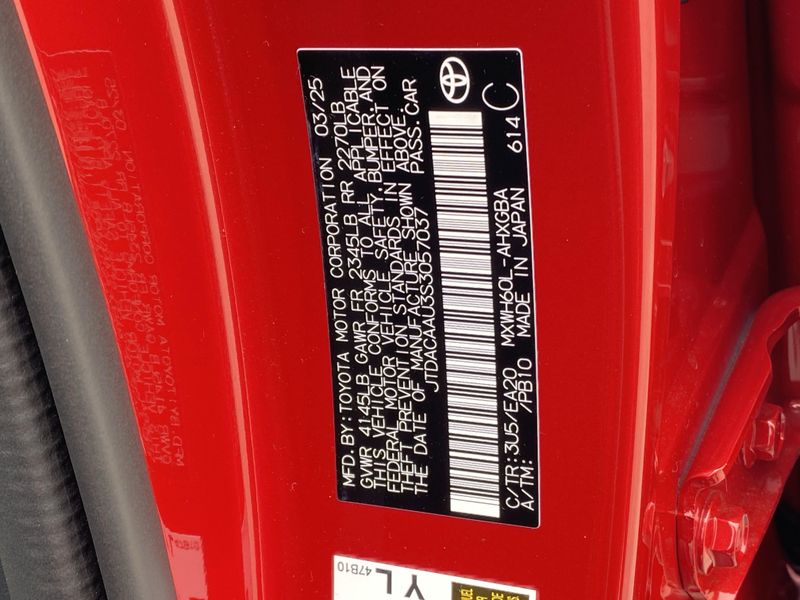 MFD. BY: TOYOTA MOTOR CORPORATION 03/25
GVWR 4145LB GAWR FR 2345LB RR 2270LB
THIS VEHICLE CONFORMS TO ALL APPLICABLE
FEDERAL MOTOR VEHICLE SAFETY, BUMPER, AND
THEFT PREVENTION STANDARDS IN EFFECT ON
THE DATE OF MANUFACTURE SHOWN ABOVE.
JTDACAAU3S3057037 PASS.CAR
C/TR:3U5/EA20 MXWH60L-AHXGBA 614 C
A/TM: /PB10 MADE IN JAPAN
47B10
YL